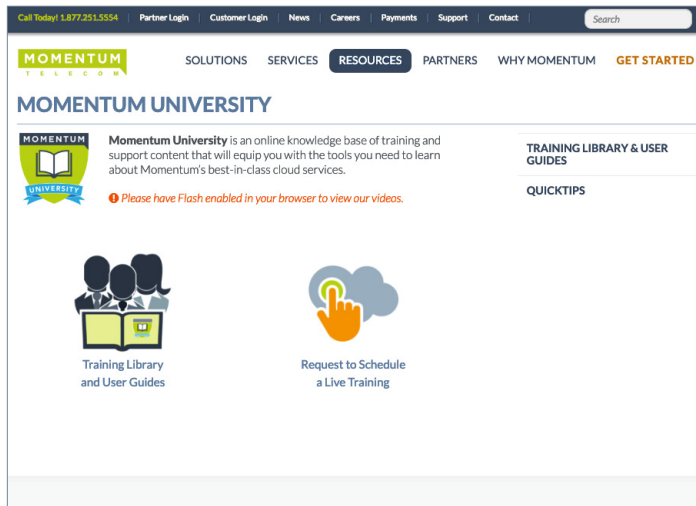 Call Today! 1.877.251.5554 Partner Login Customer Login News Careers Payments Support Contact Search
MOMENTUM
TELECOM
SOLUTIONS SERVICES RESOURCES PARTNERS WHY MOMENTUM GET STARTED
MOMENTUM UNIVERSITY
MOMENTUM
UNIVERSITY
Momentum University is an online knowledge base of training and
support content that will equip you with the tools you need to learn
about Momentum's best-in-class cloud services.
Please have Flash enabled in your browser to view our videos.
TRAINING LIBRARY & USER
GUIDES
QUICKTIPS
Training Library
and User Guides
Request to Schedule
a Live Training